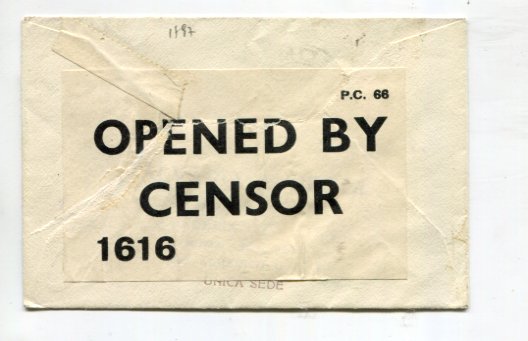 1197
P.C. 66
OPENED BY
CENSOR
1616
UNICA SEDE